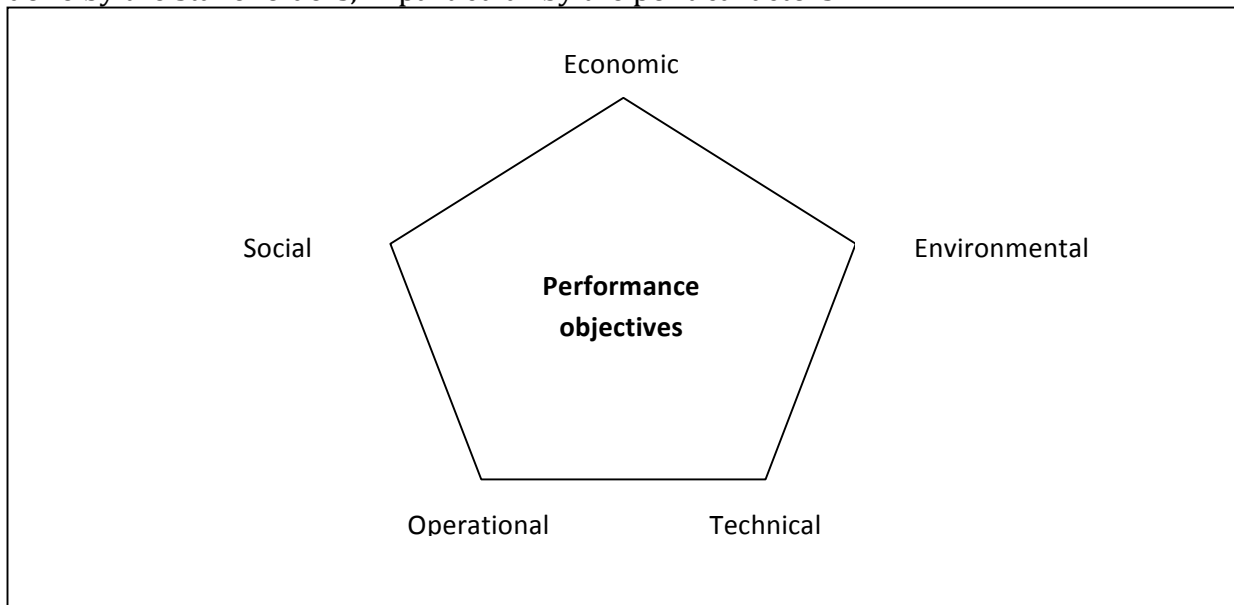 Economic
Social
Environmental
Performance
objectives
Operational
Technical